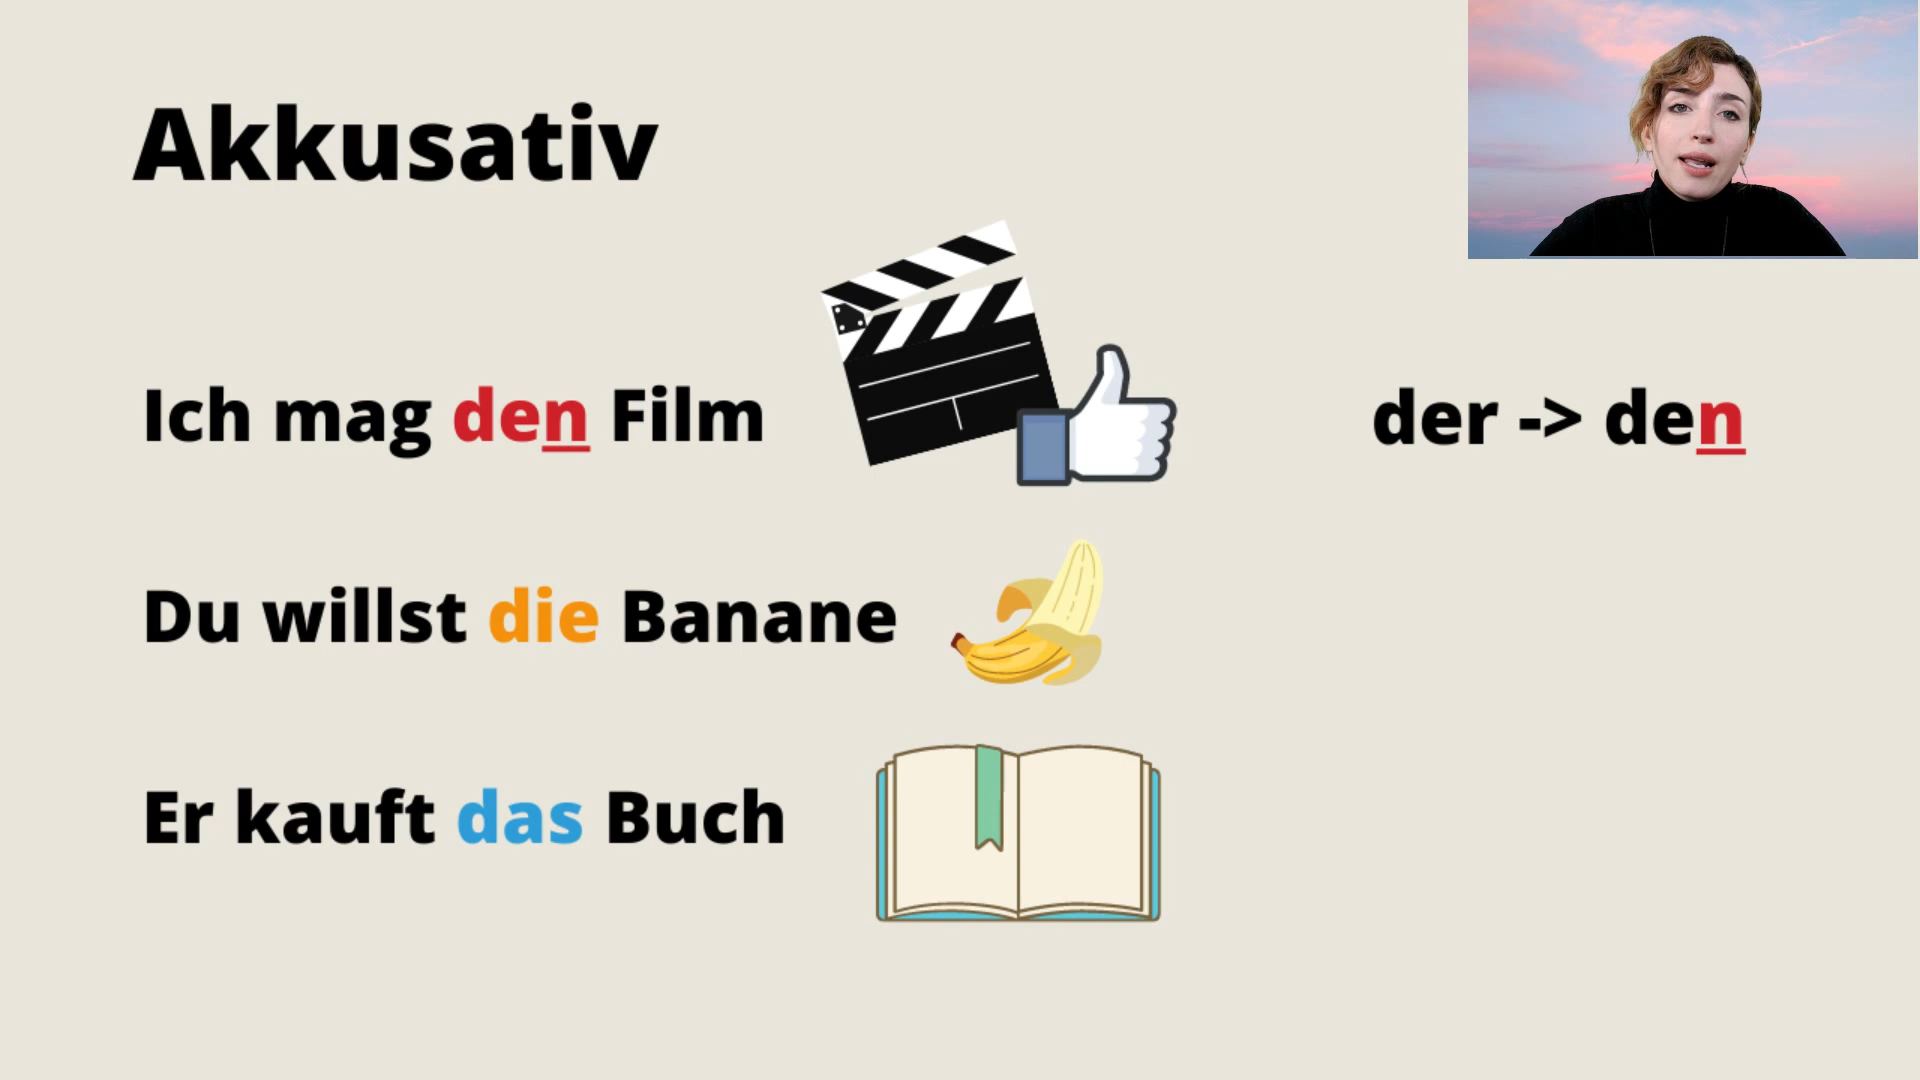 Akkusativ
Ich mag den Film
der -> den
Du willst die Banane
Er kauft das Buch